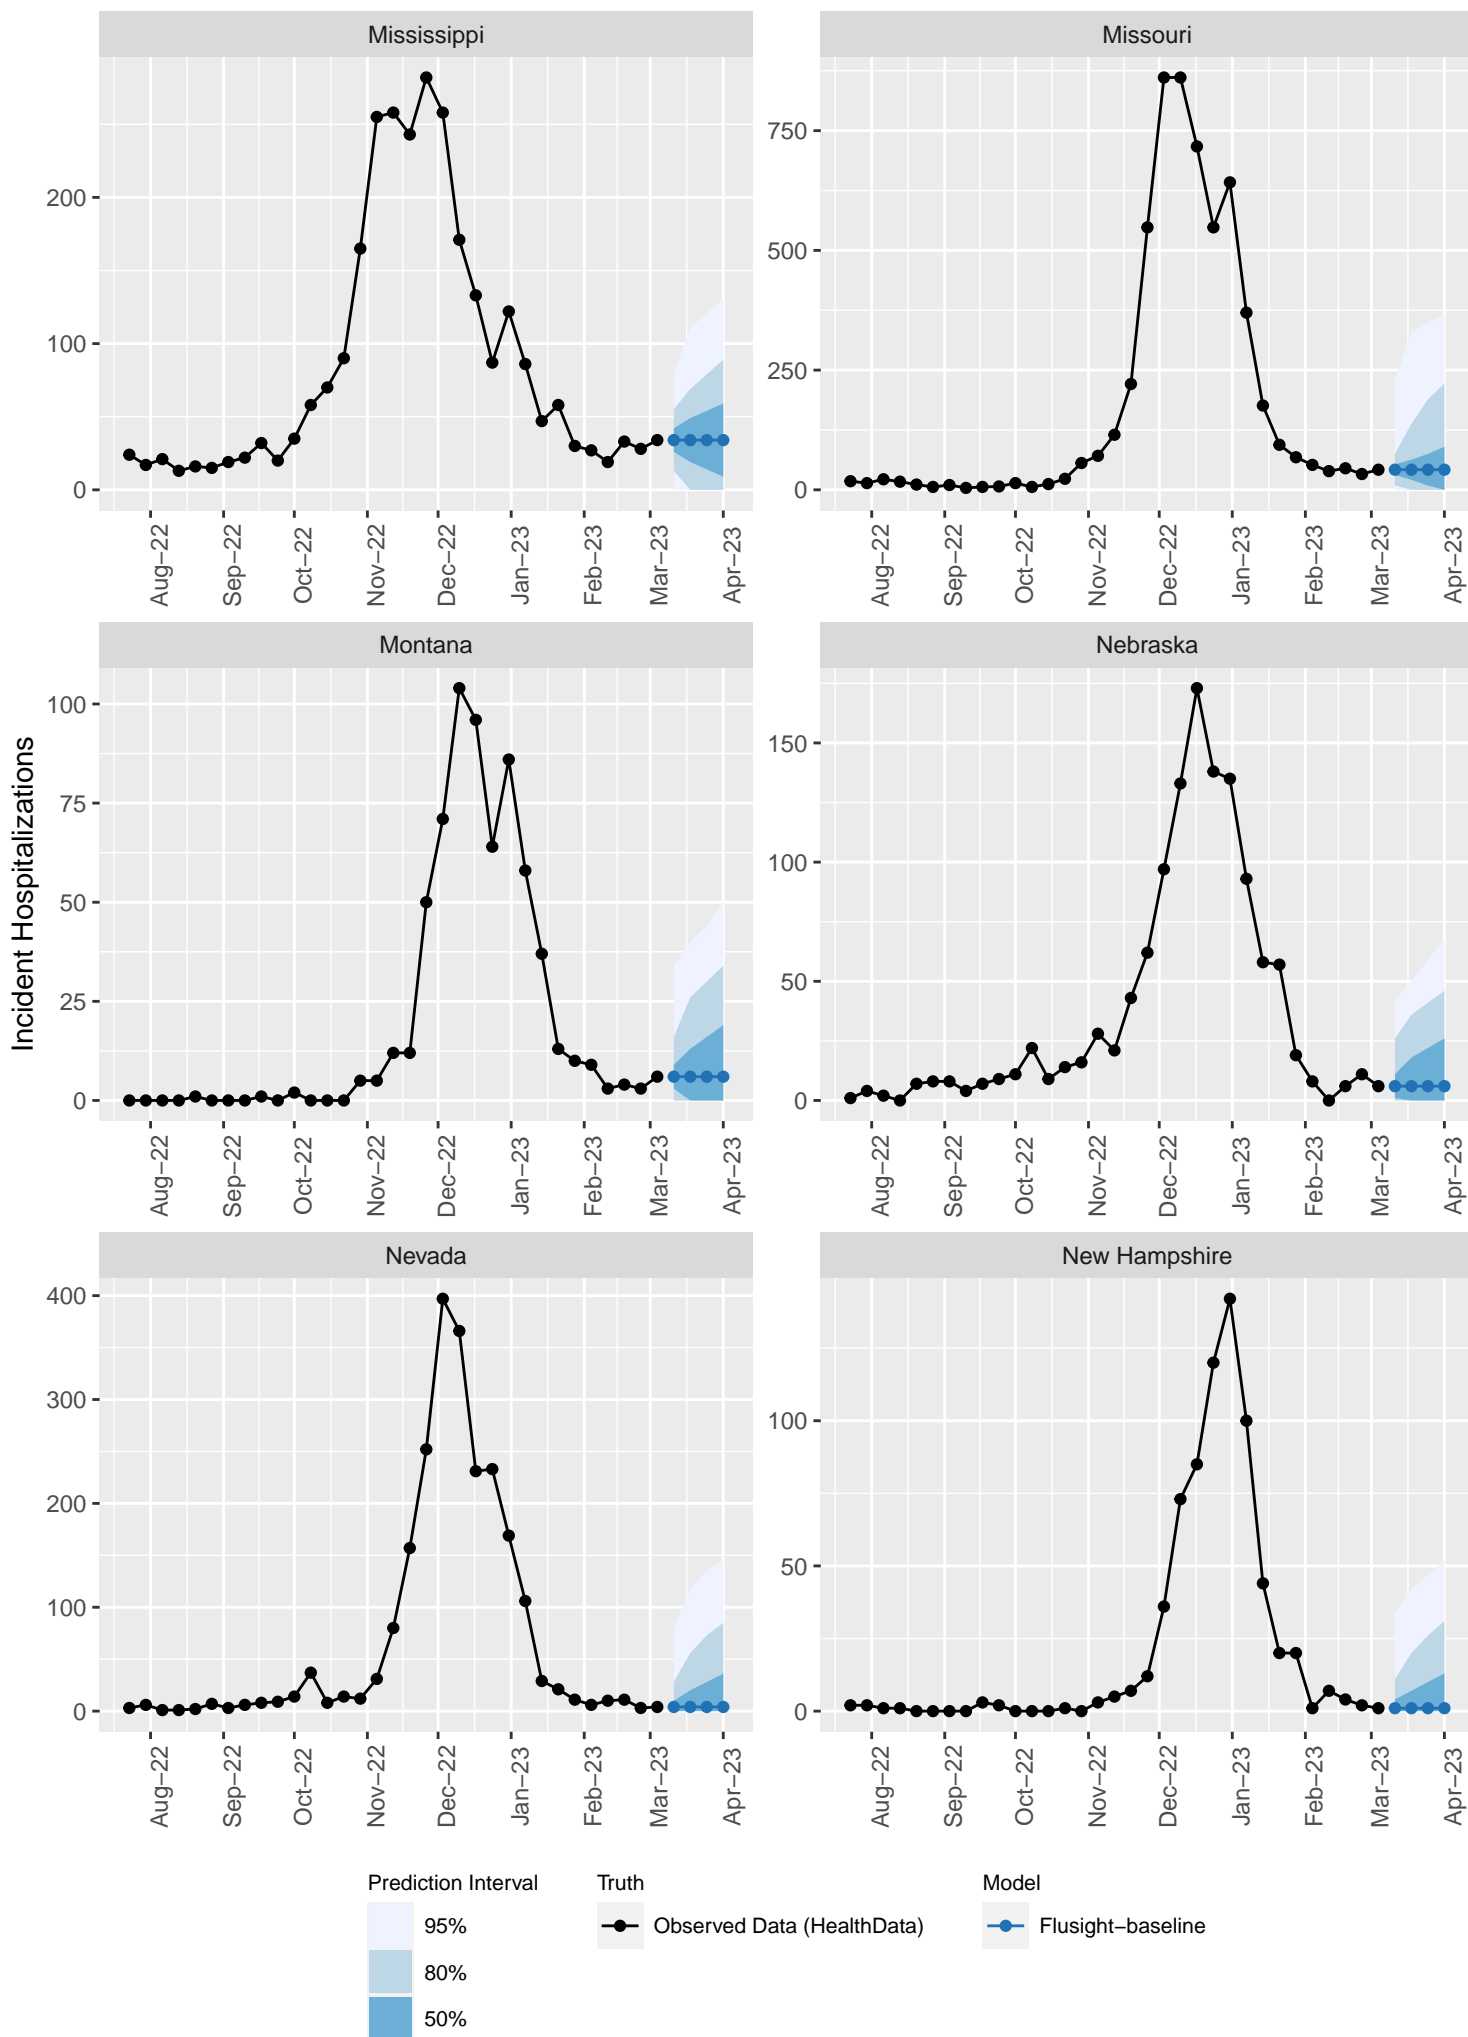 Mississippi
Missouri
200
100
0
750
500
250
0
Aug−22
Sep−22
Oct−22
Nov−22
Dec−22
Jan−23
Feb−23
Mar−23
Apr−23
Aug−22
Sep−22
Oct−22
Nov−22
Dec−22
Jan−23
Feb−23
Mar−23
Apr−23
Incident Hospitalizations
Montana
Nebraska
100
75
50
25
0
150
100
50
0
Aug−22
Sep−22
Oct−22
Nov−22
Dec−22
Jan−23
Feb−23
Mar−23
Apr−23
Aug−22
Sep−22
Oct−22
Nov−22
Dec−22
Jan−23
Feb−23
Mar−23
Apr−23
Nevada
New Hampshire
400
300
200
100
0
100
50
0
Aug−22
Sep−22
Oct−22
Nov−22
Dec−22
Jan−23
Feb−23
Mar−23
Apr−23
Aug−22
Sep−22
Oct−22
Nov−22
Dec−22
Jan−23
Feb−23
Mar−23
Apr−23
Prediction Interval
95%
80%
50%
Truth
Observed Data (HealthData)
Model
Flusight−baseline